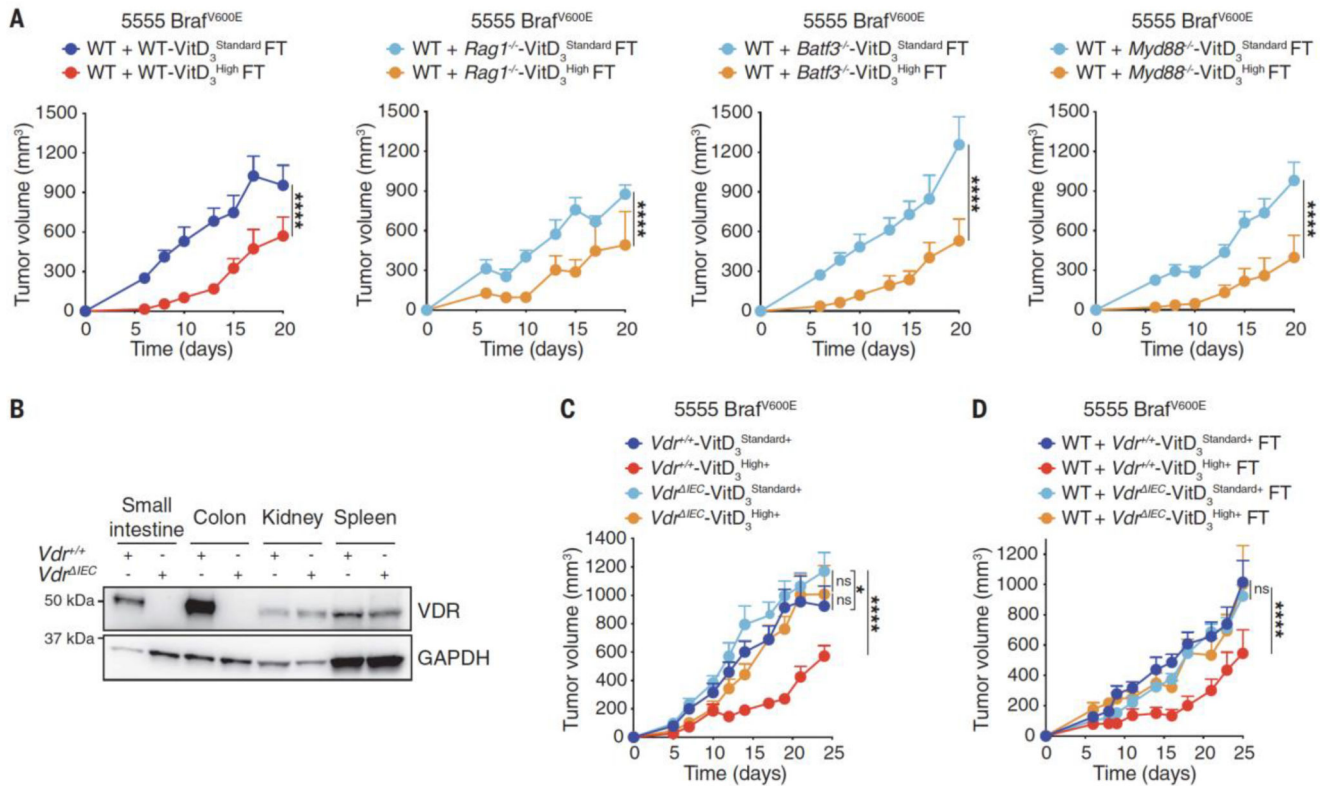 A
5555 Braf^V600E
WT + WT-VitD₃^Standard FT
WT + WT-VitD₃^High FT
Tumor volume (mm³)
1500
1200
900
600
300
0
0 5 10 15 20
Time (days)
****
5555 Braf^V600E
WT + Rag1^-/--VitD₃^Standard FT
WT + Rag1^-/--VitD₃^High FT
Tumor volume (mm³)
1500
1200
900
600
300
0
0 5 10 15 20
Time (days)
****
5555 Braf^V600E
WT + Batf3^-/--VitD₃^Standard FT
WT + Batf3^-/--VitD₃^High FT
Tumor volume (mm³)
1500
1200
900
600
300
0
0 5 10 15 20
Time (days)
****
5555 Braf^V600E
WT + Myd88^-/--VitD₃^Standard FT
WT + Myd88^-/--VitD₃^High FT
Tumor volume (mm³)
1500
1200
900
600
300
0
0 5 10 15 20
Time (days)
****
B
Small intestine Colon Kidney Spleen
Vdr^+/+ + - + - + - + -
Vdr^ΔIEC - + - + - + - +
50 kDa
VDR
37 kDa
GAPDH
C
5555 Braf^V600E
Vdr^+/+-VitD₃^Standard+
Vdr^+/+-VitD₃^High+
Vdr^ΔIEC-VitD₃^Standard+
Vdr^ΔIEC-VitD₃^High+
Tumor volume (mm³)
1400
1200
1000
800
600
400
200
0
0 5 10 15 20 25
Time (days)
ns
ns
*
****
D
5555 Braf^V600E
WT + Vdr^+/+-VitD₃^Standard+ FT
WT + Vdr^+/+-VitD₃^High+ FT
WT + Vdr^ΔIEC-VitD₃^Standard+ FT
WT + Vdr^ΔIEC-VitD₃^High+ FT
Tumor volume (mm³)
1200
1000
800
600
400
200
0
0 5 9 15 21 25
Time (days)
ns
****